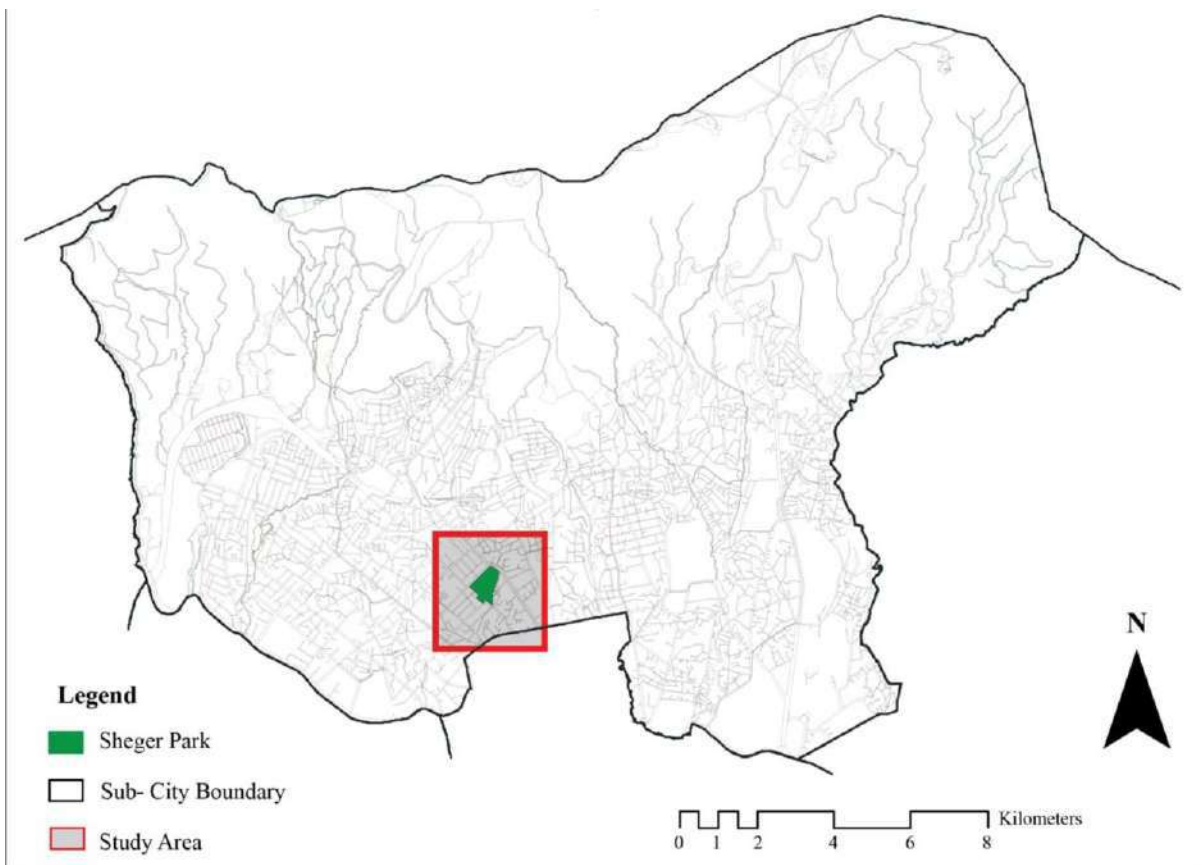 N
Legend
Sheger Park
Sub- City Boundary
Study Area
Kilometers
0 1 2 4 6 8